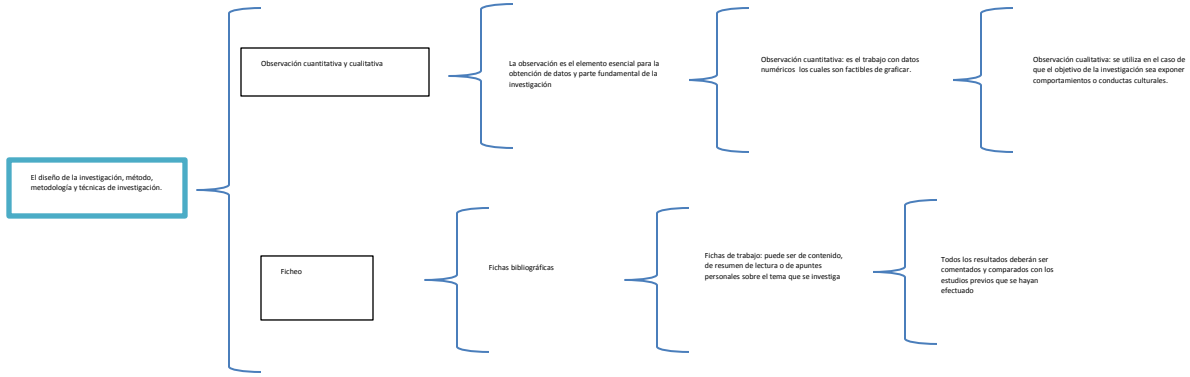 El diseño de la investigación, método,
metodología y técnicas de investigación.
Observación cuantitativa y cualitativa
La observación es el elemento esencial para la
obtención de datos y parte fundamental de la
investigación
Observación cuantitativa: es el trabajo con datos
numéricos los cuales son factibles de graficar.
Observación cualitativa: se utiliza en el caso de
que el objetivo de la investigación sea exponer
comportamientos o conductas culturales.
Ficheo
Fichas bibliográficas
Fichas de trabajo: puede ser de contenido,
de resumen de lectura o de apuntes
personales sobre el tema que se investiga
Todos los resultados deberán ser
comentados y comparados con los
estudios previos que se hayan
efectuado